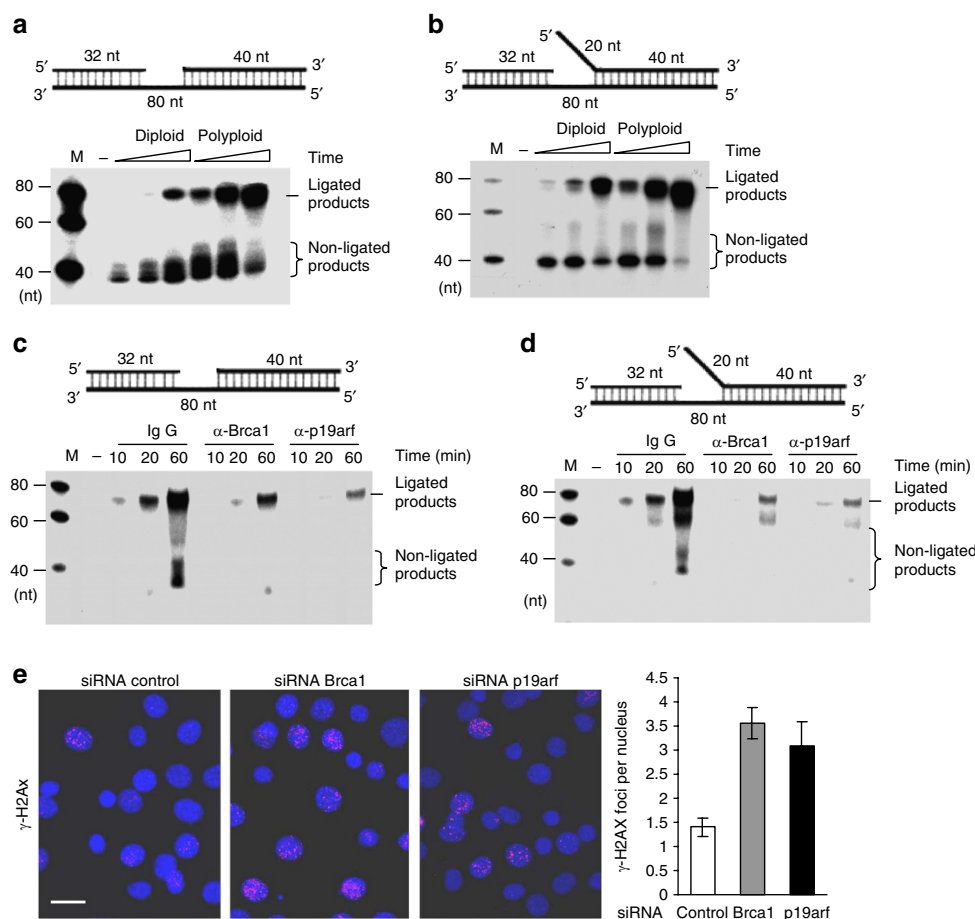 a
32 nt 40 nt
5′ 3′
3′ 5′
80 nt
Diploid Polyploid
M – Time
80
60
40
(nt)
Ligated
products
Non-ligated
products
b
5′
32 nt 20 nt 40 nt
5′ 3′
3′ 5′
80 nt
Diploid Polyploid
M – Time
80
60
40
(nt)
Ligated
products
Non-ligated
products
c
32 nt 40 nt
5′ 3′
3′ 5′
80 nt
Ig G α-Brca1 α-p19arf
M – 10 20 60 10 20 60 10 20 60 Time (min)
80
60
40
(nt)
Ligated
products
Non-ligated
products
d
5′
32 nt 20 nt 40 nt
5′ 3′
3′ 5′
80 nt
Ig G α-Brca1 α-p19arf
M – 10 20 60 10 20 60 10 20 60 Time (min)
80
60
40
(nt)
Ligated
products
Non-ligated
products
e
siRNA control siRNA Brca1 siRNA p19arf
γ-H2Ax
γ-H2AX foci per nucleus
4.5
4
3.5
3
2.5
2
1.5
1
0.5
0
siRNA Control Brca1 p19arf